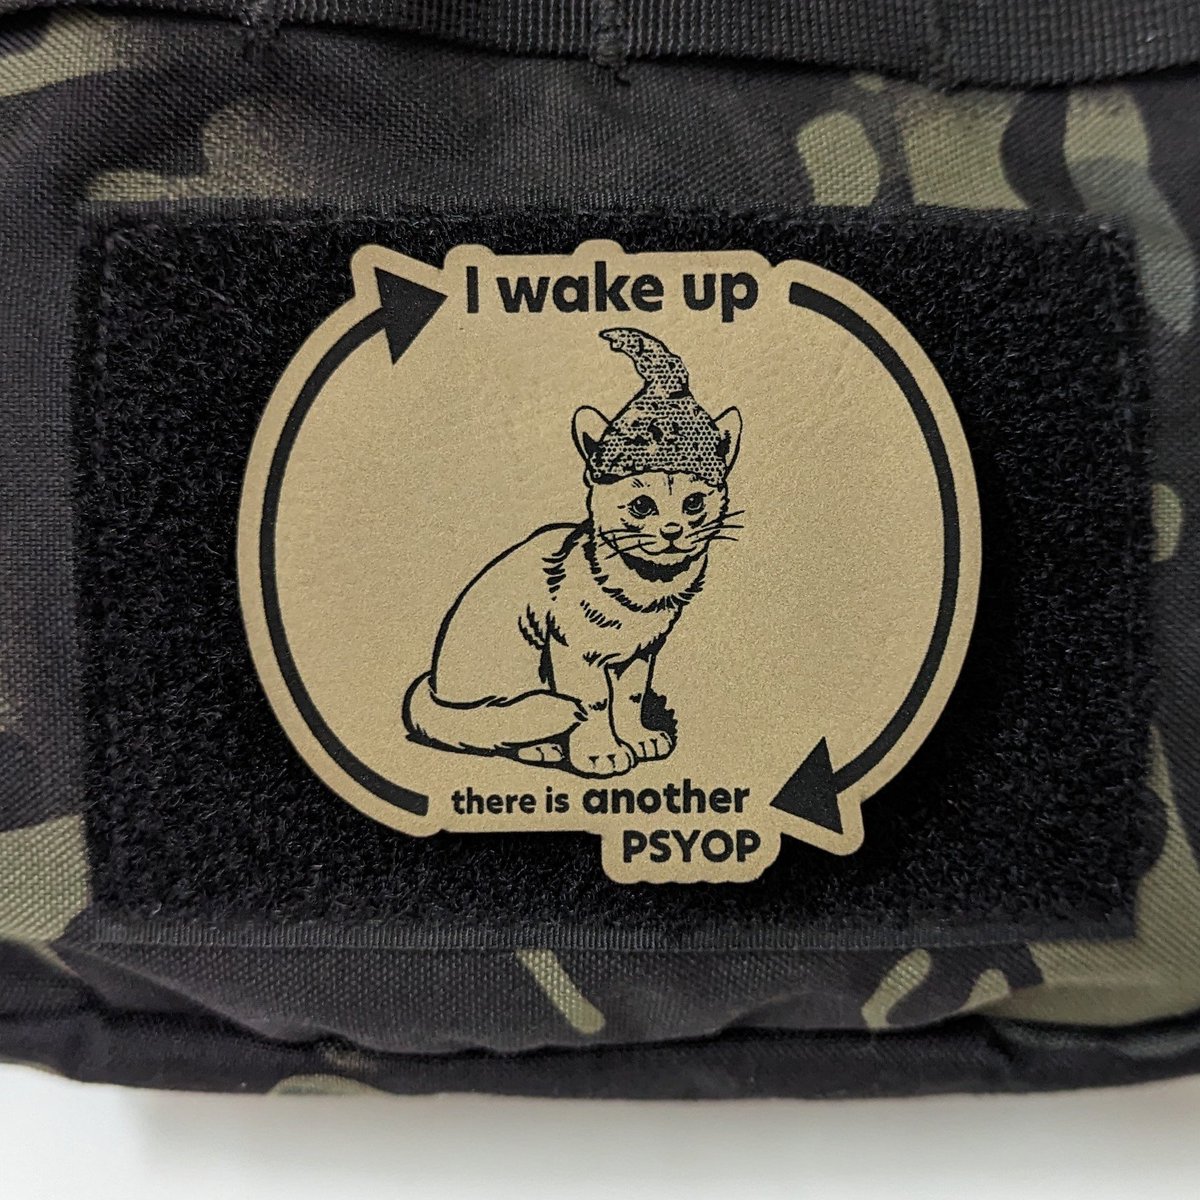 I wake up
there is another
PSYOP